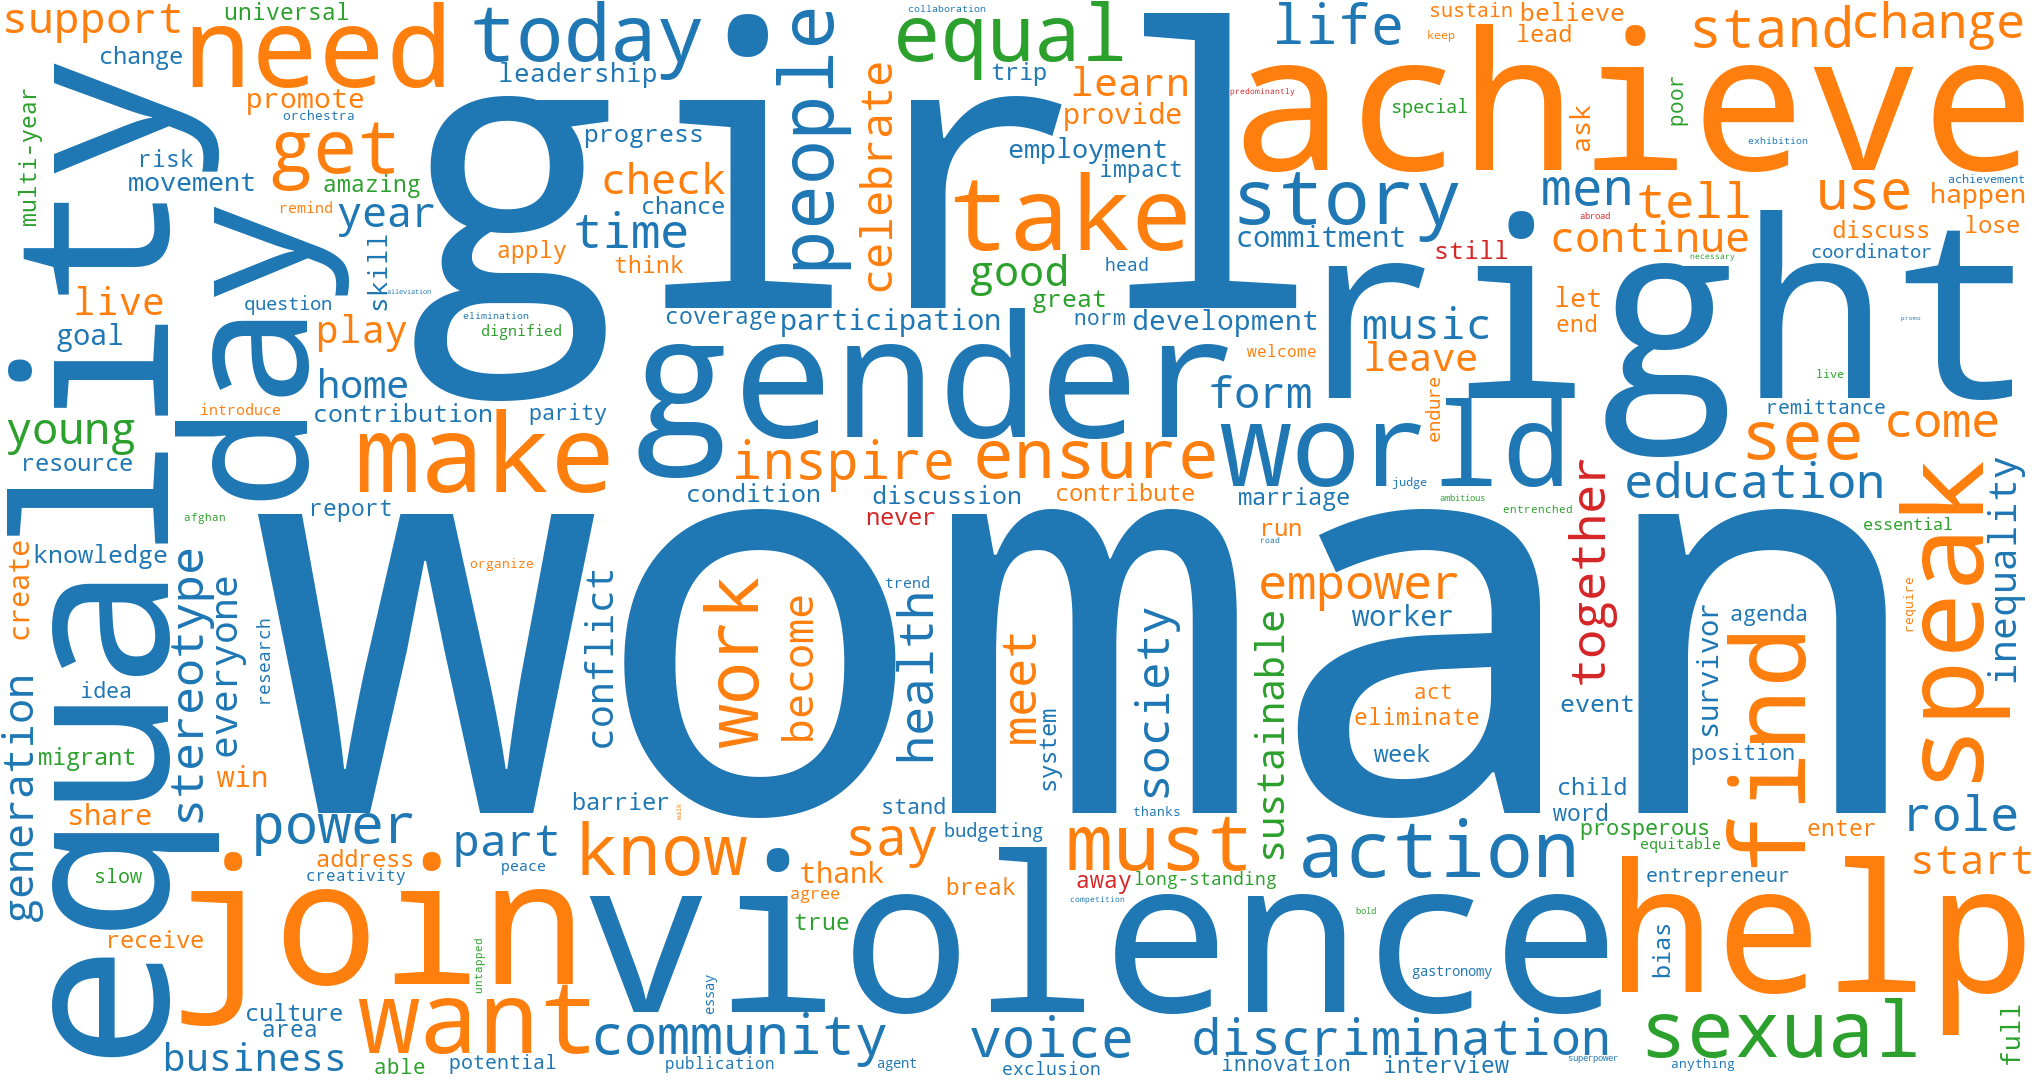 support
universal
collaboration
sustain
believe
change
need
today
girl
people
equal
life
keep
lead
stand
change
leadership
trip
learn
achieve
predominantly
special
poor
multi-year
promote
orchestra
get
progress
celebrate
provide
employment
impact
ask
exhibition
risk
movement
amazing
check
take
story
men
tell
use
achievement
happen
remind
year
chance
time
abroad
commitment
continue
discuss
lose
equality
day
skill
apply
think
good
head
still
right
necessary
coordinator
live
question
alleviation
great
let
goal
play
elimination
dignified
coverage
participation
norm
development
music
end
promo
home
gender
welcome
leave
form
live
young
introduce
contribution
parity
world
endure
remittance
resource
make
inspire
ensure
see
come
education
report
condition
discussion
contribute
marriage
judge
ambitious
entrenched
together
speak
inequality
afghan
never
run
road
essential
create
knowledge
stereotype
everyone
organize
woman
conflict
work
become
trend
health
meet
system
society
sustainable
empower
worker
survivor
agenda
require
research
idea
act
eliminate
event
find
generation
migrant
win
week
position
child
share
barrier
walk
stand
thanks
word
power
part
know
say
budgeting
must
action
prosperous
equitable
enter
role
address
creativity
peace
thank
agree
break
away
long-standing
entrepreneur
start
slow
join
true
violence
competition
bold
help
receive
untapped
want
essay
gastronomy
bias
culture
area
business
able
potential
community
publication
agent
voice
exclusion
discrimination
innovation
interview
superpower
sexual
anything
full